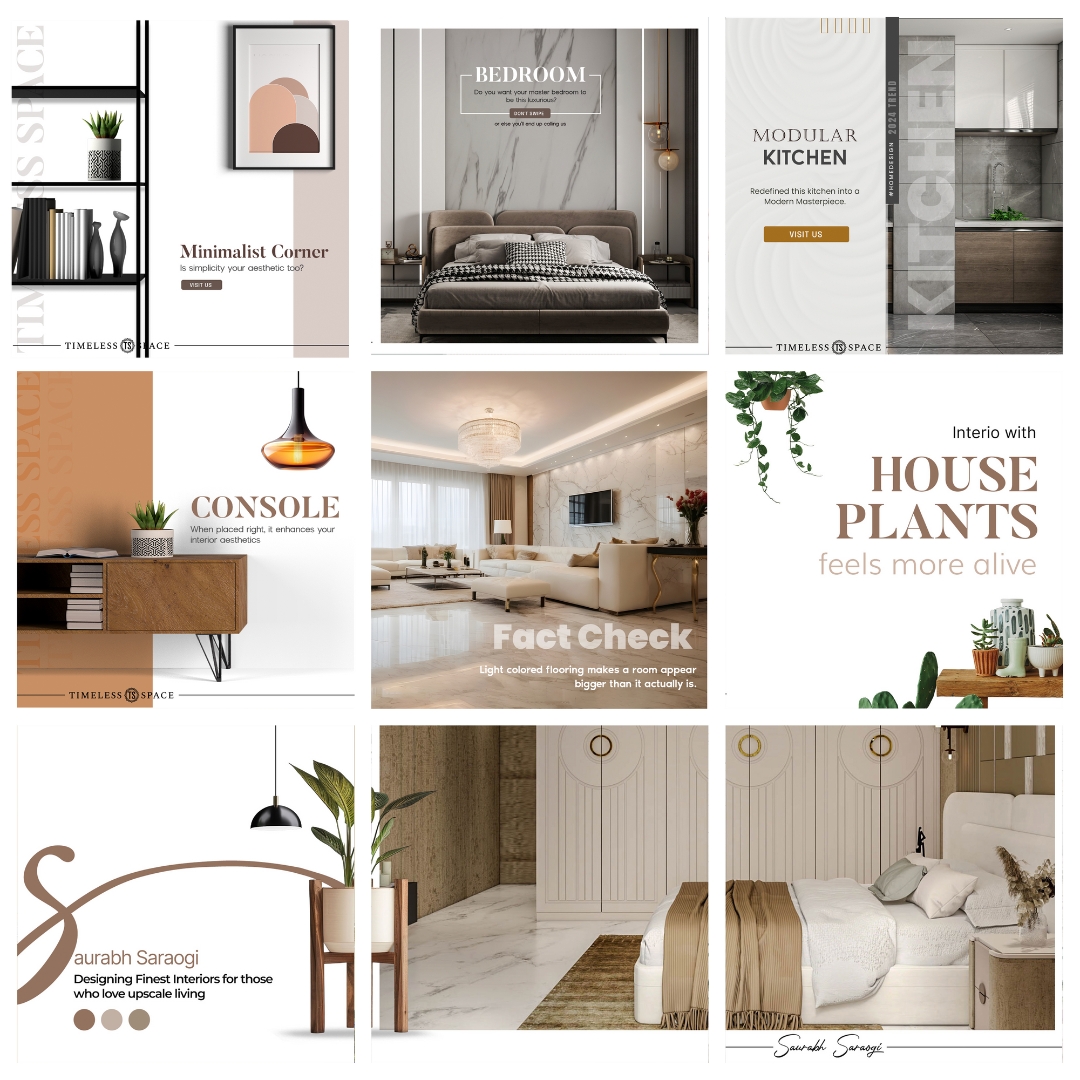 TIMELESS SPACE
Minimalist Corner
Is simplicity your aesthetic too?
VISIT US
TIMELESS TS SPACE
BEDROOM
Do you want your master bedroom to
be this luxurious?
DON'T SWIPE
or else you'll end up calling us
MODULAR
KITCHEN
Redefined this kitchen into a
Modern Masterpiece.
VISIT US
#HOMEDESIGN 2024 TREND
KITCHEN
TIMELESS TS SPACE
TIMELESS SPACE
CONSOLE
When placed right, it enhances your
interior aesthetics
TIMELESS TS SPACE
Fact Check
Light colored flooring makes a room appear
bigger than it actually is.
Interio with
HOUSE
PLANTS
feels more alive
Saurabh Saraogi
Designing Finest Interiors for those
who love upscale living
Saurabh Saraogi